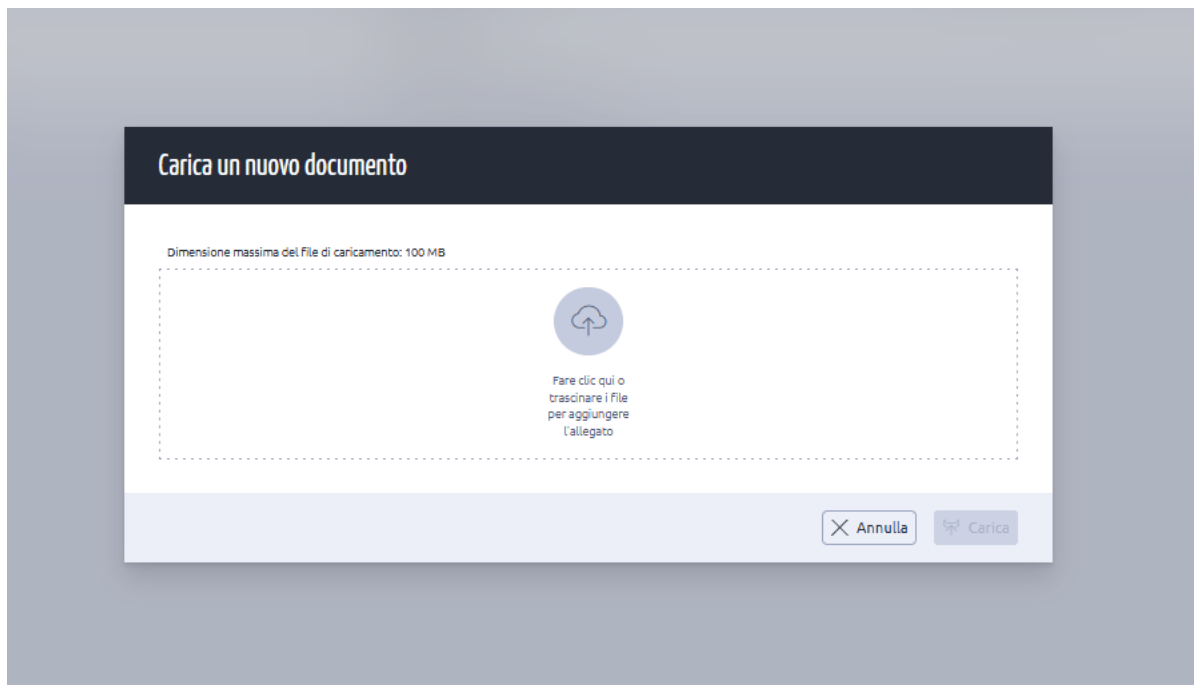 Carica un nuovo documento
Dimensione massima del file di caricamento: 100 MB
Fare clic qui o
trascinare i file
per aggiungere
l'allegato
Annulla
Carica